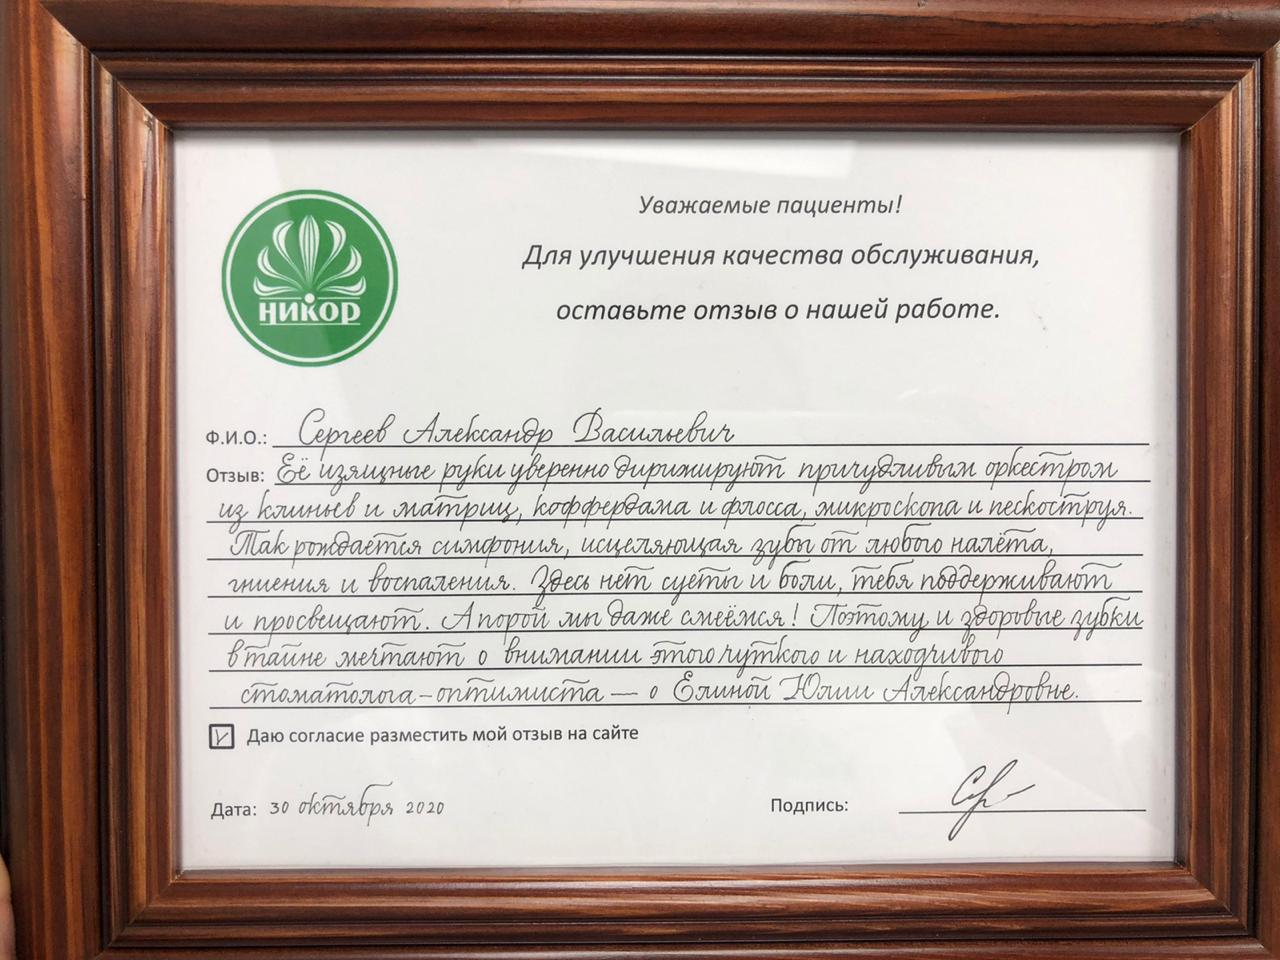 Уважаемые пациенты!
Для улучшения качества обслуживания,
оставьте отзыв о нашей работе.
НИКОР
Ф.И.О.: Сергеев Александр Васильевич
Отзыв: Её изящные руки уверенно дирижируют причудливым оркестром
из клиньев и матриц, коффердама и флосса, микроскопа и пескоструя.
Так рождается симфония, исцеляющая зубы от любого налёта,
гниения и воспаления. Здесь нет суеты и боли, тебя поддерживают
и просвещают. А порой мы даже смеёмся! Поэтому и здоровые зубки
втайне мечтают о внимании этого чуткого и находчивого
стоматолога-оптимиста — о Елиной Юлии Александровне.
Даю согласие разместить мой отзыв на сайте
Дата: 30 октября 2020 Подпись: